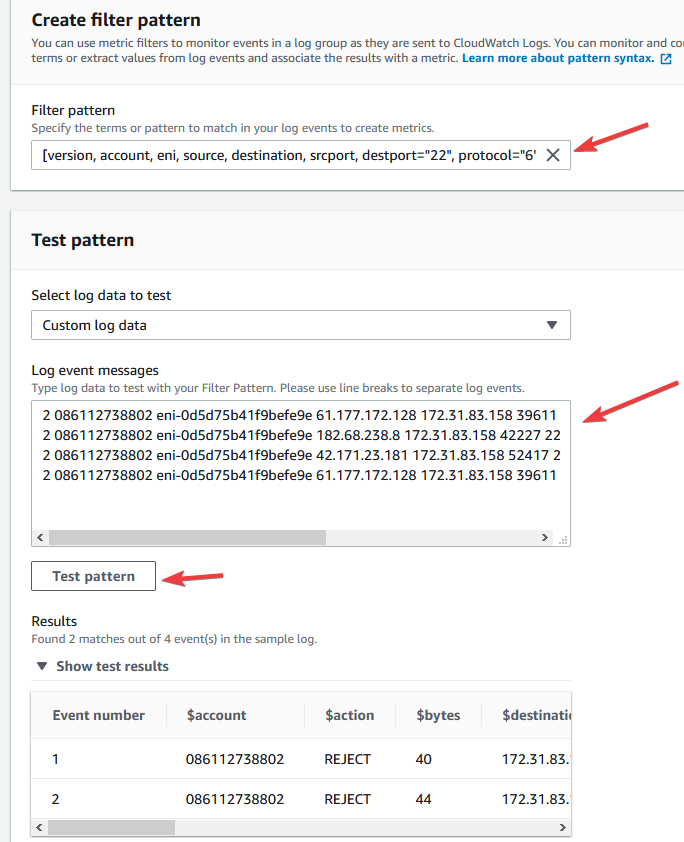 Create filter pattern
You can use metric filters to monitor events in a log group as they are sent to CloudWatch Logs. You can monitor and co
terms or extract values from log events and associate the results with a metric. Learn more about pattern syntax.
Filter pattern
Specify the terms or pattern to match in your log events to create metrics.
[version, account, eni, source, destination, srcport, destport="22", protocol="6"
Test pattern
Select log data to test
Custom log data
Log event messages
Type log data to test with your Filter Pattern. Please use line breaks to separate log events.
2 086112738802 eni-0d5d75b41f9befe9e 61.177.172.128 172.31.83.158 39611
2 086112738802 eni-0d5d75b41f9befe9e 182.68.238.8 172.31.83.158 42227 22
2 086112738802 eni-0d5d75b41f9befe9e 42.171.23.181 172.31.83.158 52417 2
2 086112738802 eni-0d5d75b41f9befe9e 61.177.172.128 172.31.83.158 39611
Test pattern
Results
Found 2 matches out of 4 event(s) in the sample log.
Show test results
Event number $account $action $bytes $destinatio
1 086112738802 REJECT 40 172.31.83.
2 086112738802 REJECT 44 172.31.83.